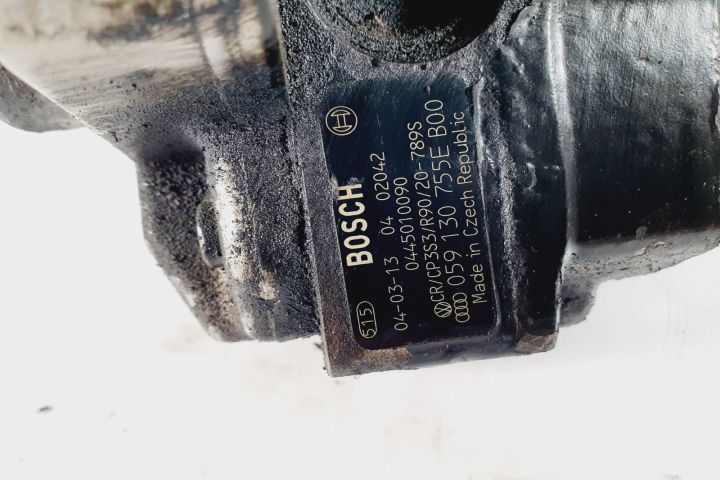 515 BOSCH
04-03-13 04 02042
0445010090
CR/CP3S3/R90/20-789S
059 130 755E B00
Made in Czech Republic